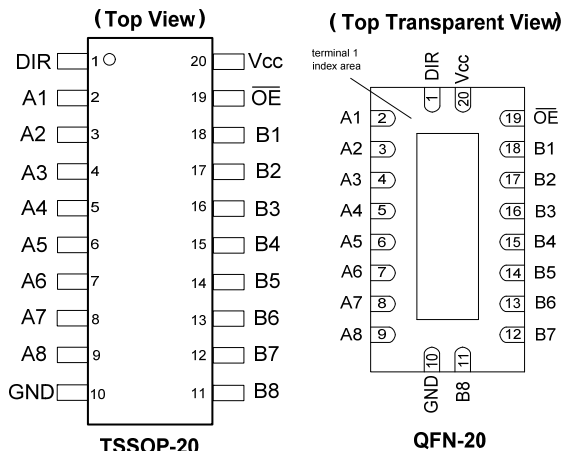 (Top View)
DIR 1 20 Vcc
A1 2 19 OE
A2 3 18 B1
A3 4 17 B2
A4 5 16 B3
A5 6 15 B4
A6 7 14 B5
A7 8 13 B6
A8 9 12 B7
GND 10 11 B8
TSSOP-20
( Top Transparent View)
terminal 1
index area
DIR Vcc
1 20
A1 2 19 OE
A2 3 18 B1
A3 4 17 B2
A4 5 16 B3
A5 6 15 B4
A6 7 14 B5
A7 8 13 B6
A8 9 12 B7
10 11
GND B8
QFN-20